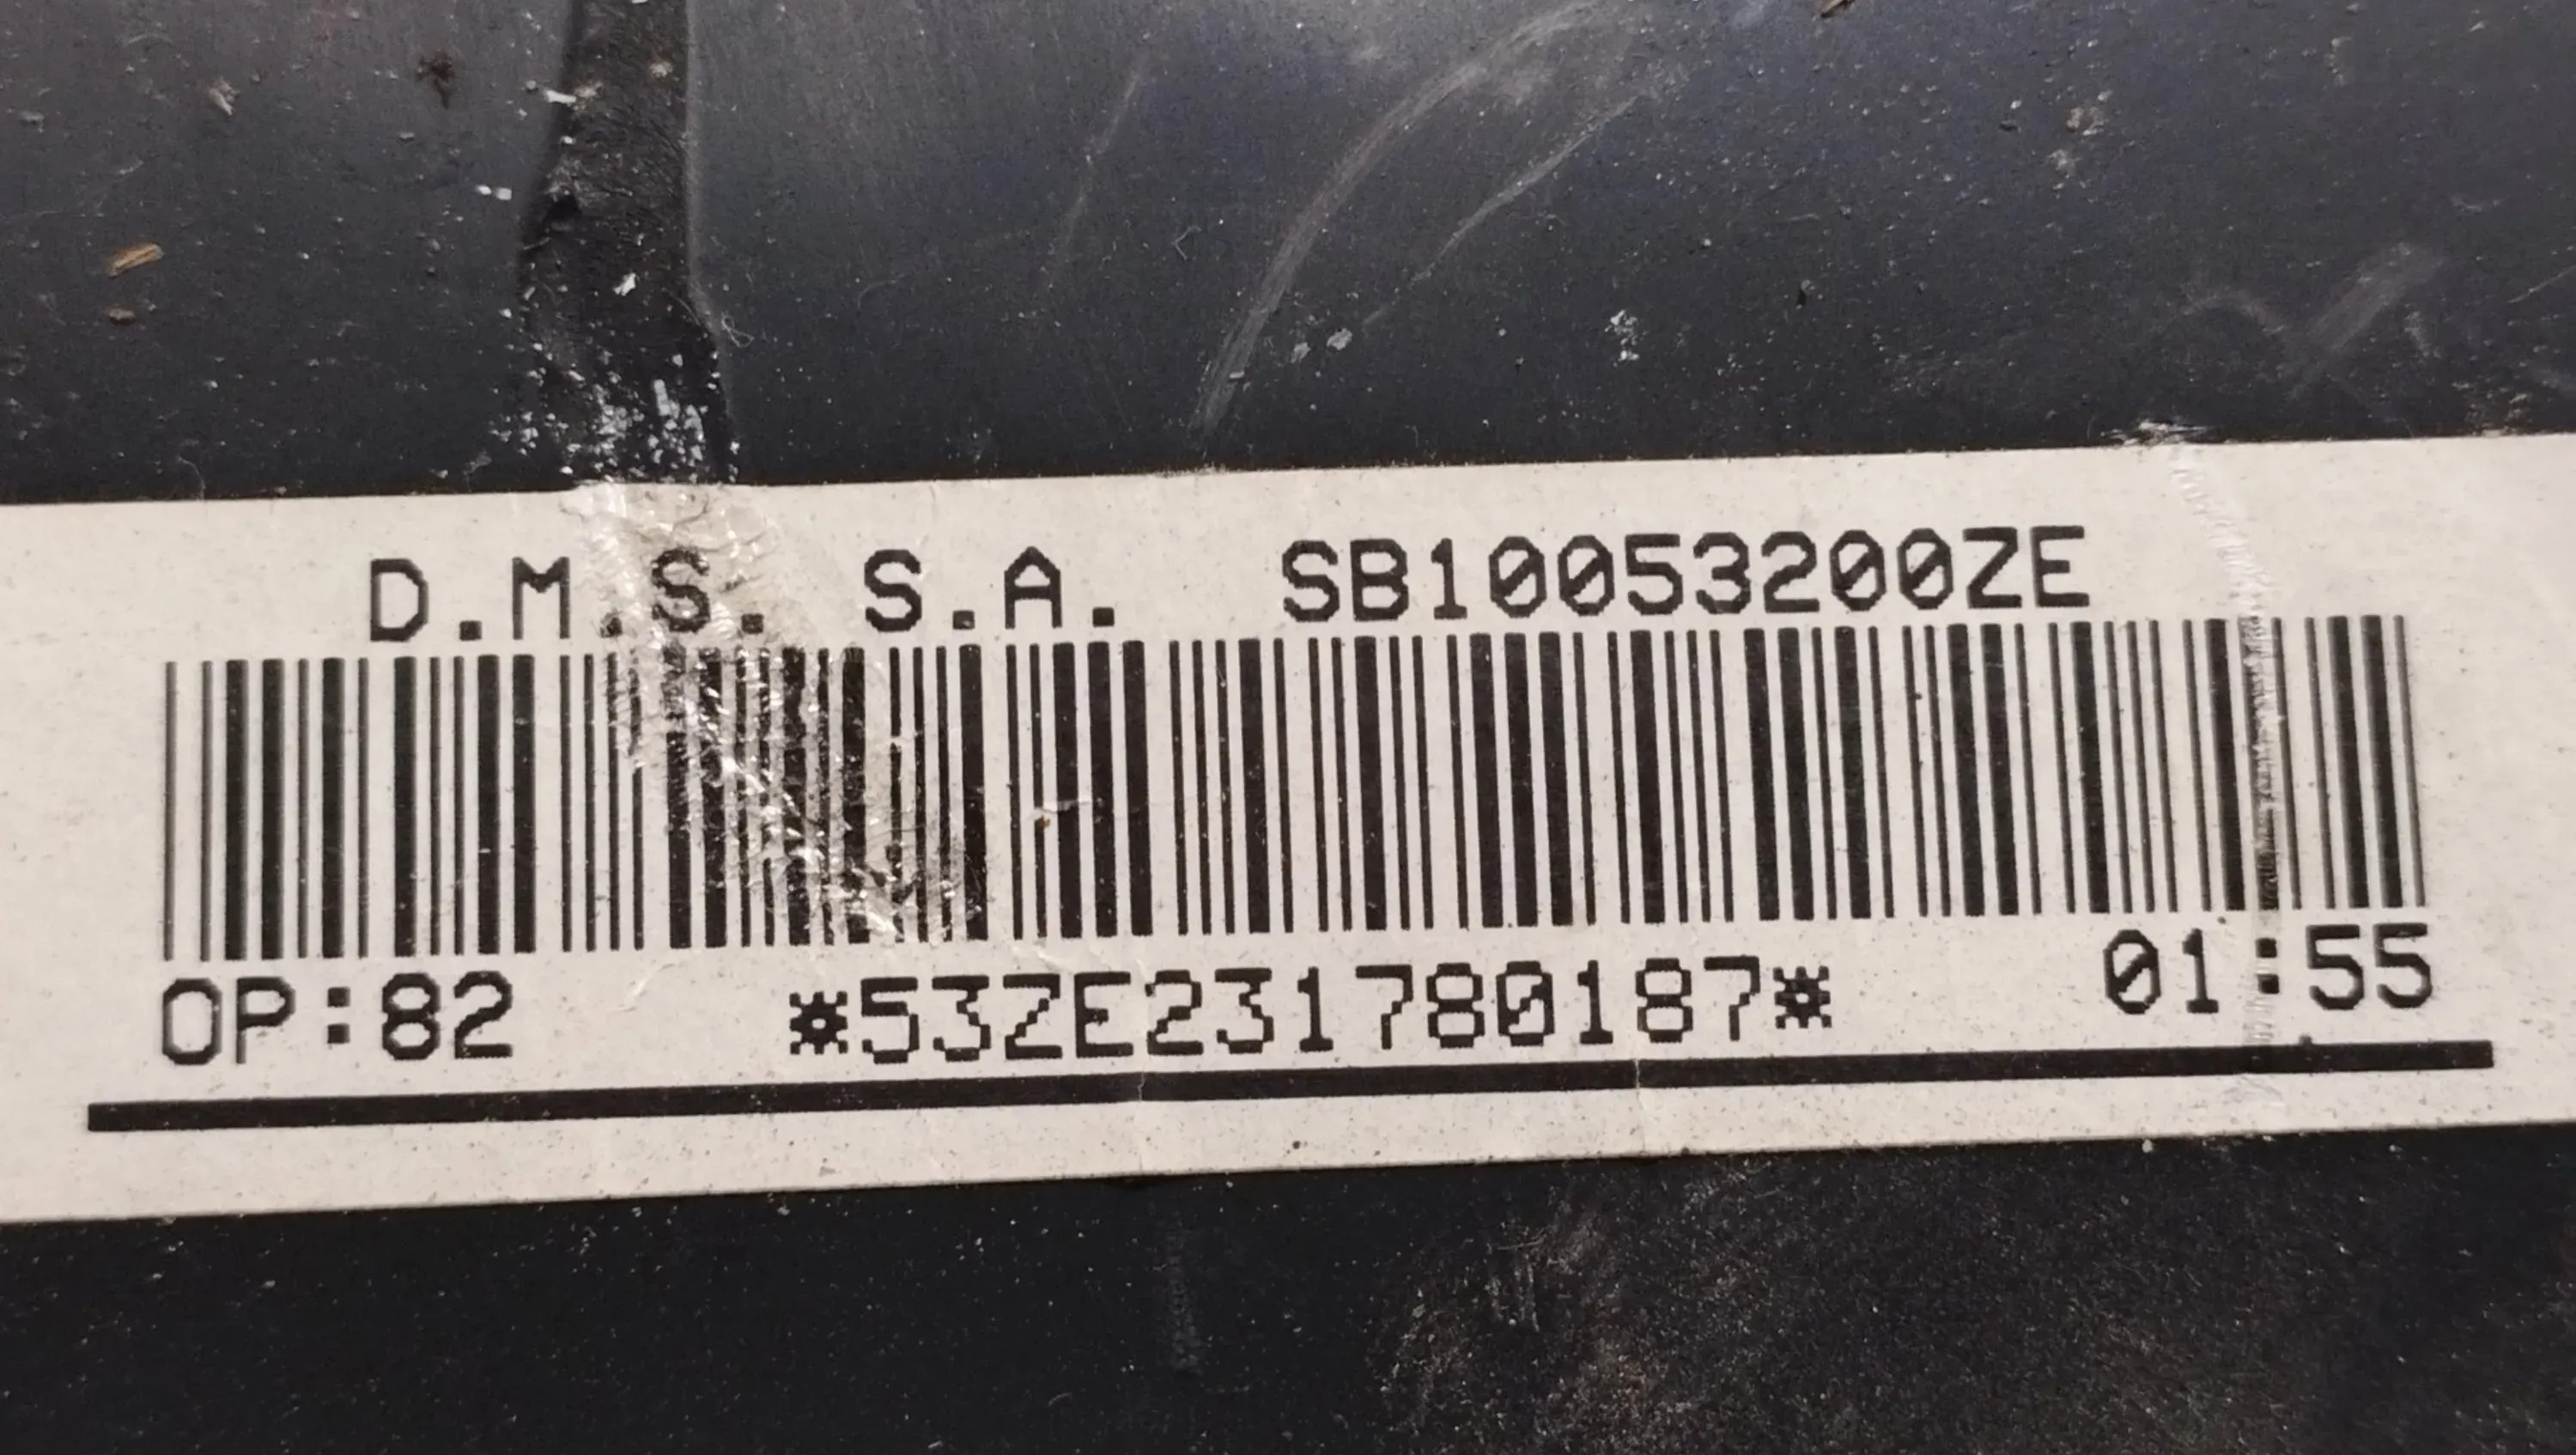 D.M.S. S.A. SB10053200ZE
OP:82 *53ZE231780187* 01:55